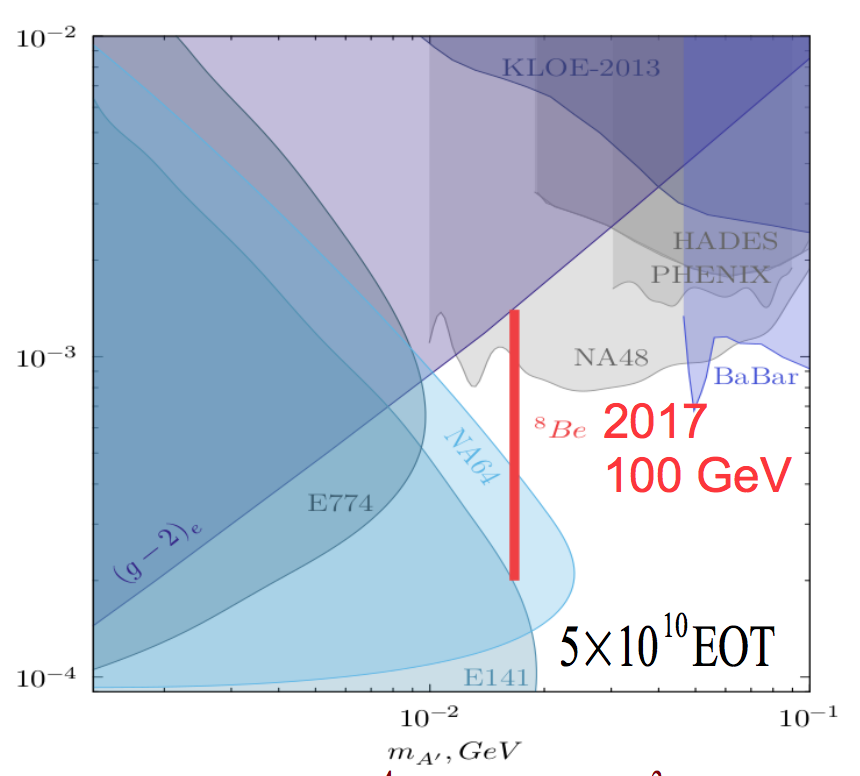 10⁻²
KLOE-2013
HADES
PHENIX
10⁻³
NA48
BaBar
⁸Be 2017
100 GeV
NA64
E774
(g − 2)ₑ
5×10¹⁰EOT
10⁻⁴
E141
10⁻² 10⁻¹
m_A′, GeV